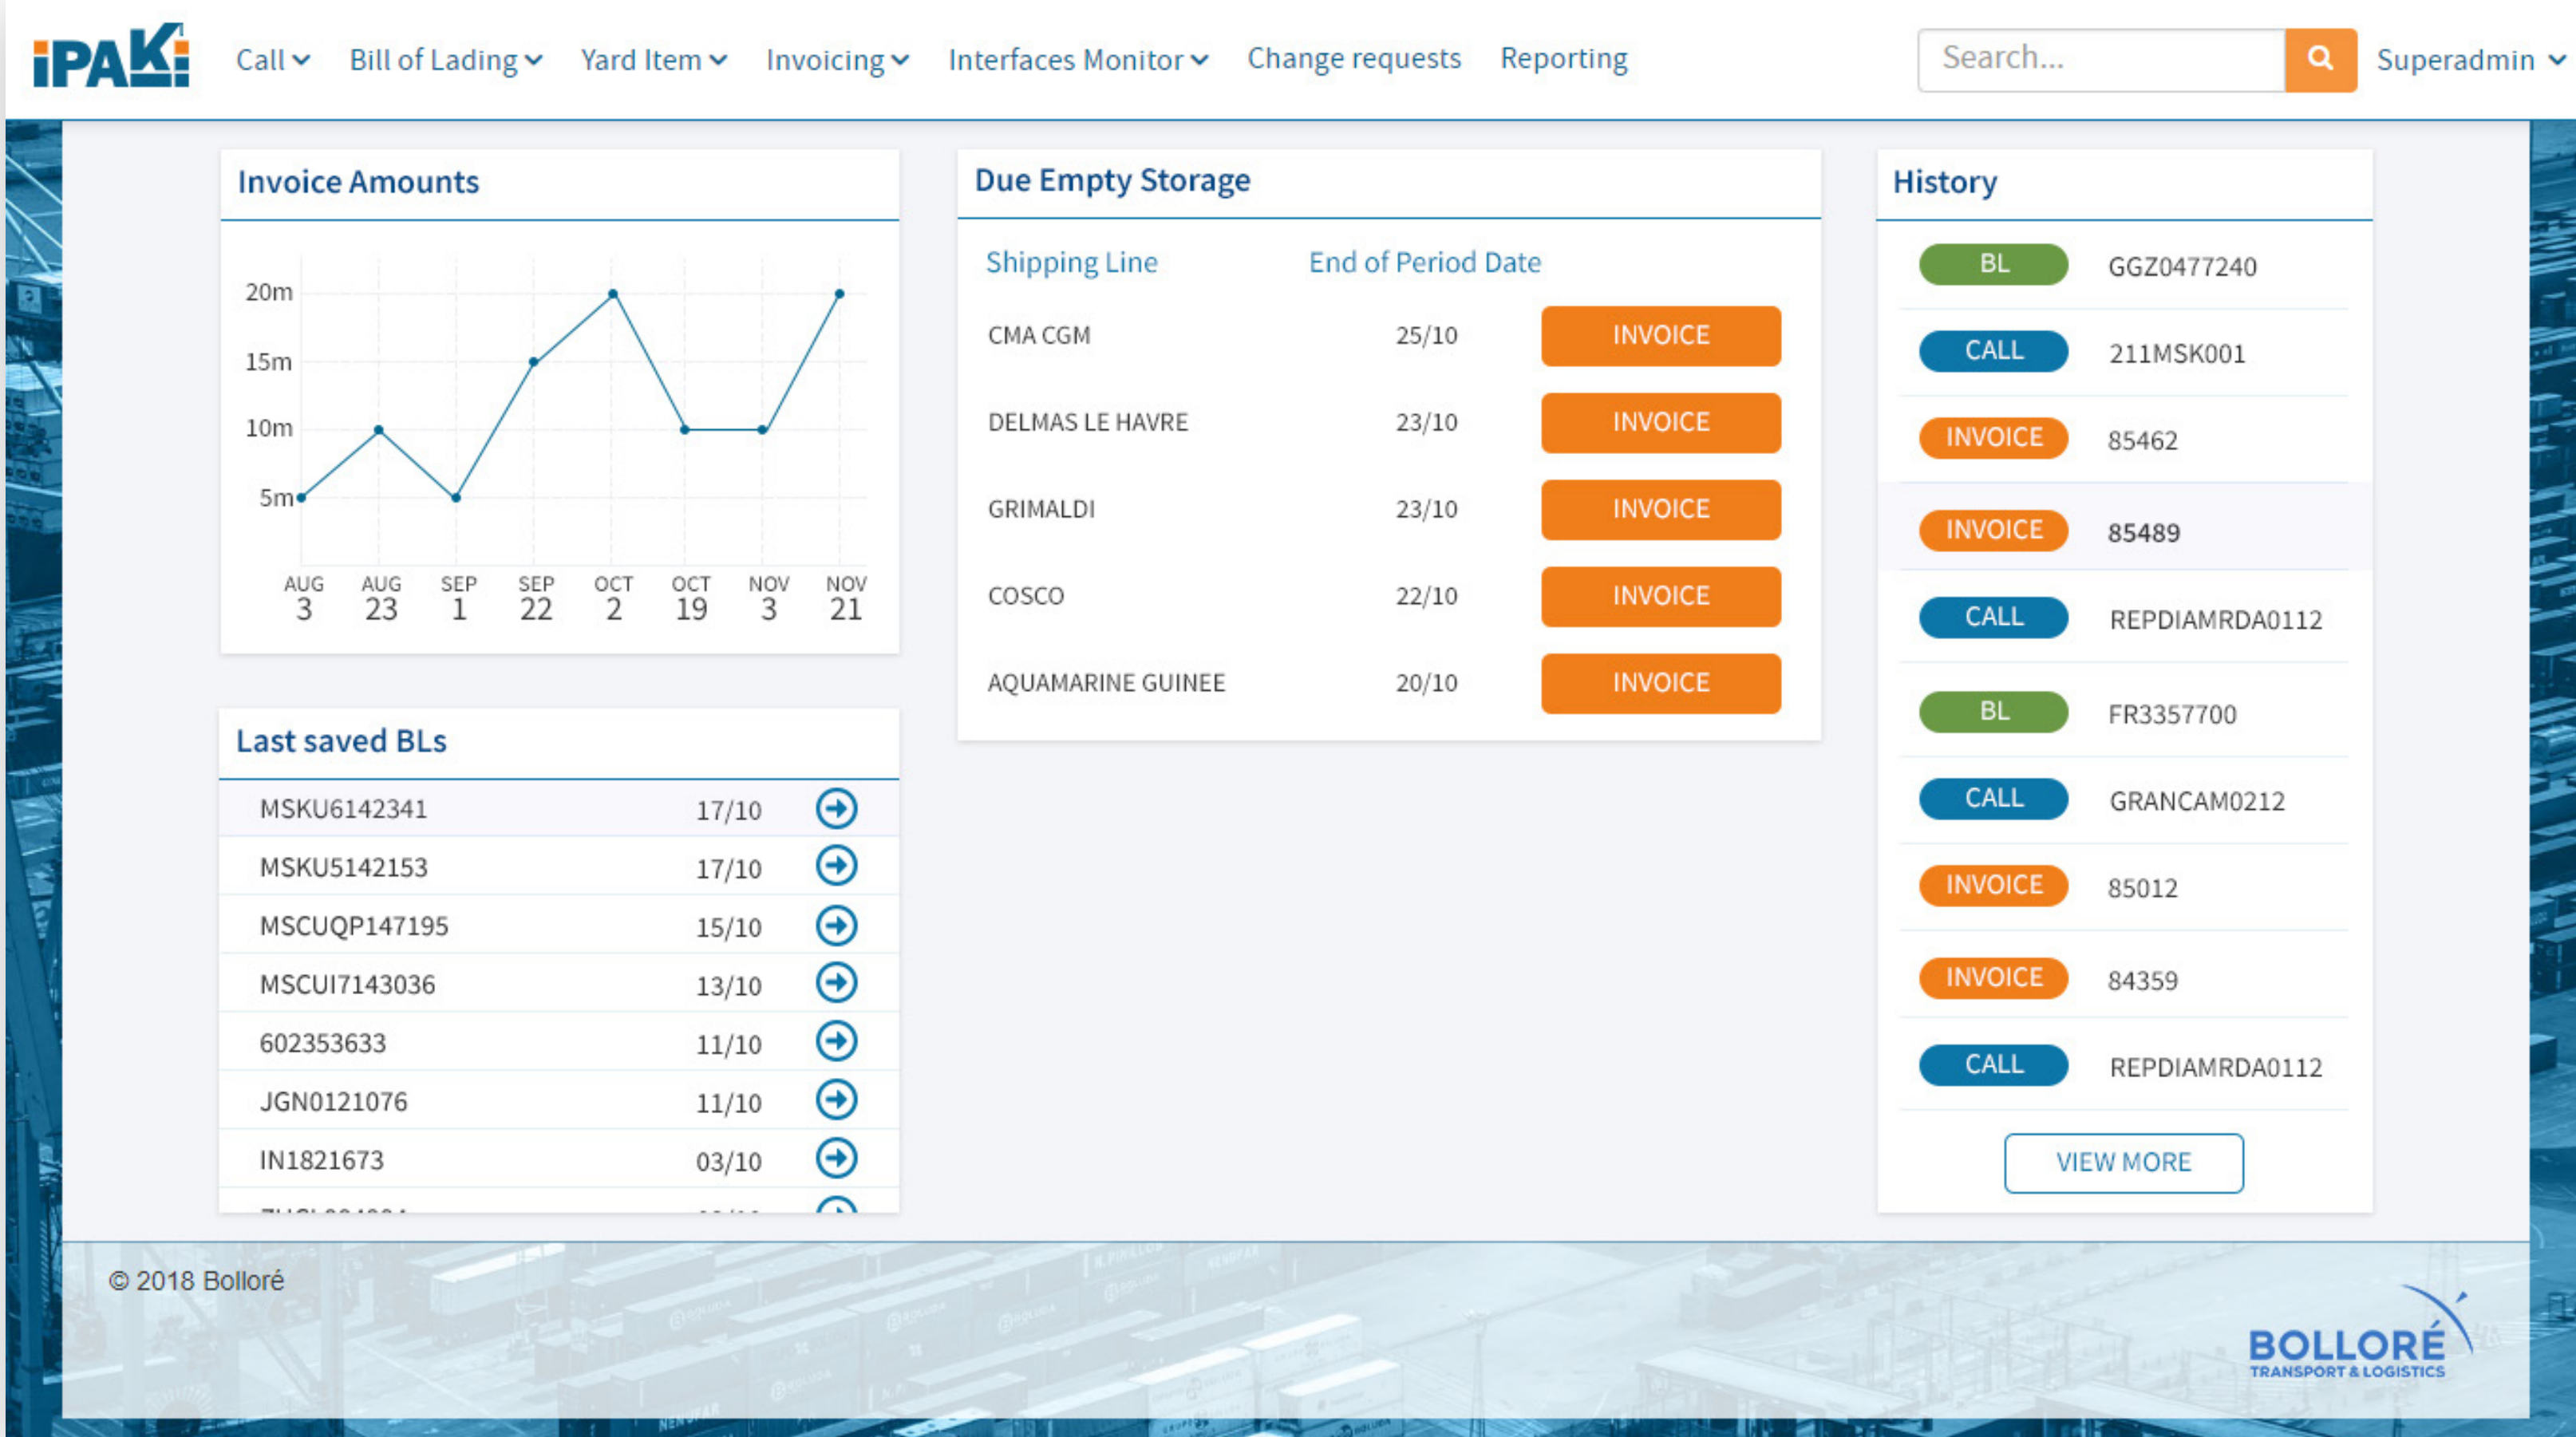 iPAKi
Call Bill of Lading Yard Item Invoicing Interfaces Monitor Change requests Reporting Search... Superadmin
Invoice Amounts
20m
15m
10m
5m
AUG AUG SEP SEP OCT OCT NOV NOV
3 23 1 22 2 19 3 21
Last saved BLs
MSKU6142341 17/10
MSKU5142153 17/10
MSCUQP147195 15/10
MSCUI7143036 13/10
602353633 11/10
JGN0121076 11/10
IN1821673 03/10
Due Empty Storage
Shipping Line End of Period Date
CMA CGM 25/10 INVOICE
DELMAS LE HAVRE 23/10 INVOICE
GRIMALDI 23/10 INVOICE
COSCO 22/10 INVOICE
AQUAMARINE GUINEE 20/10 INVOICE
History
BL GGZ0477240
CALL 211MSK001
INVOICE 85462
INVOICE 85489
CALL REPDIAMRDA0112
BL FR3357700
CALL GRANCAM0212
INVOICE 85012
INVOICE 84359
CALL REPDIAMRDA0112
VIEW MORE
© 2018 Bolloré
BOLLORÉ
TRANSPORT & LOGISTICS